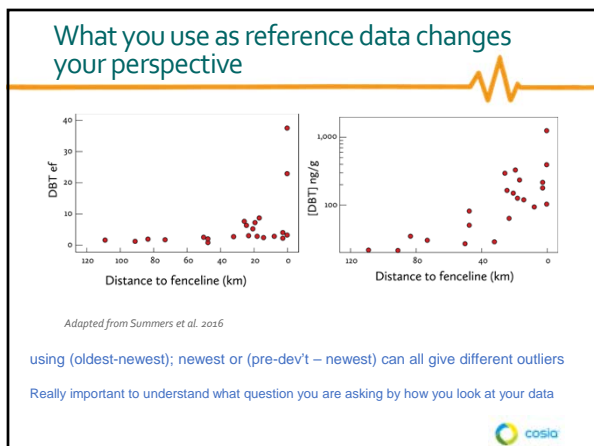 What you use as reference data changes
your perspective
40
30
20
10
0
DBT ef
120 100 80 60 40 20 0
Distance to fenceline (km)
1,000
100
[DBT] ng/g
120 80 40 0
Distance to fenceline (km)
Adapted from Summers et al. 2016
using (oldest-newest); newest or (pre-dev't – newest) can all give different outliers
Really important to understand what question you are asking by how you look at your data
cosia